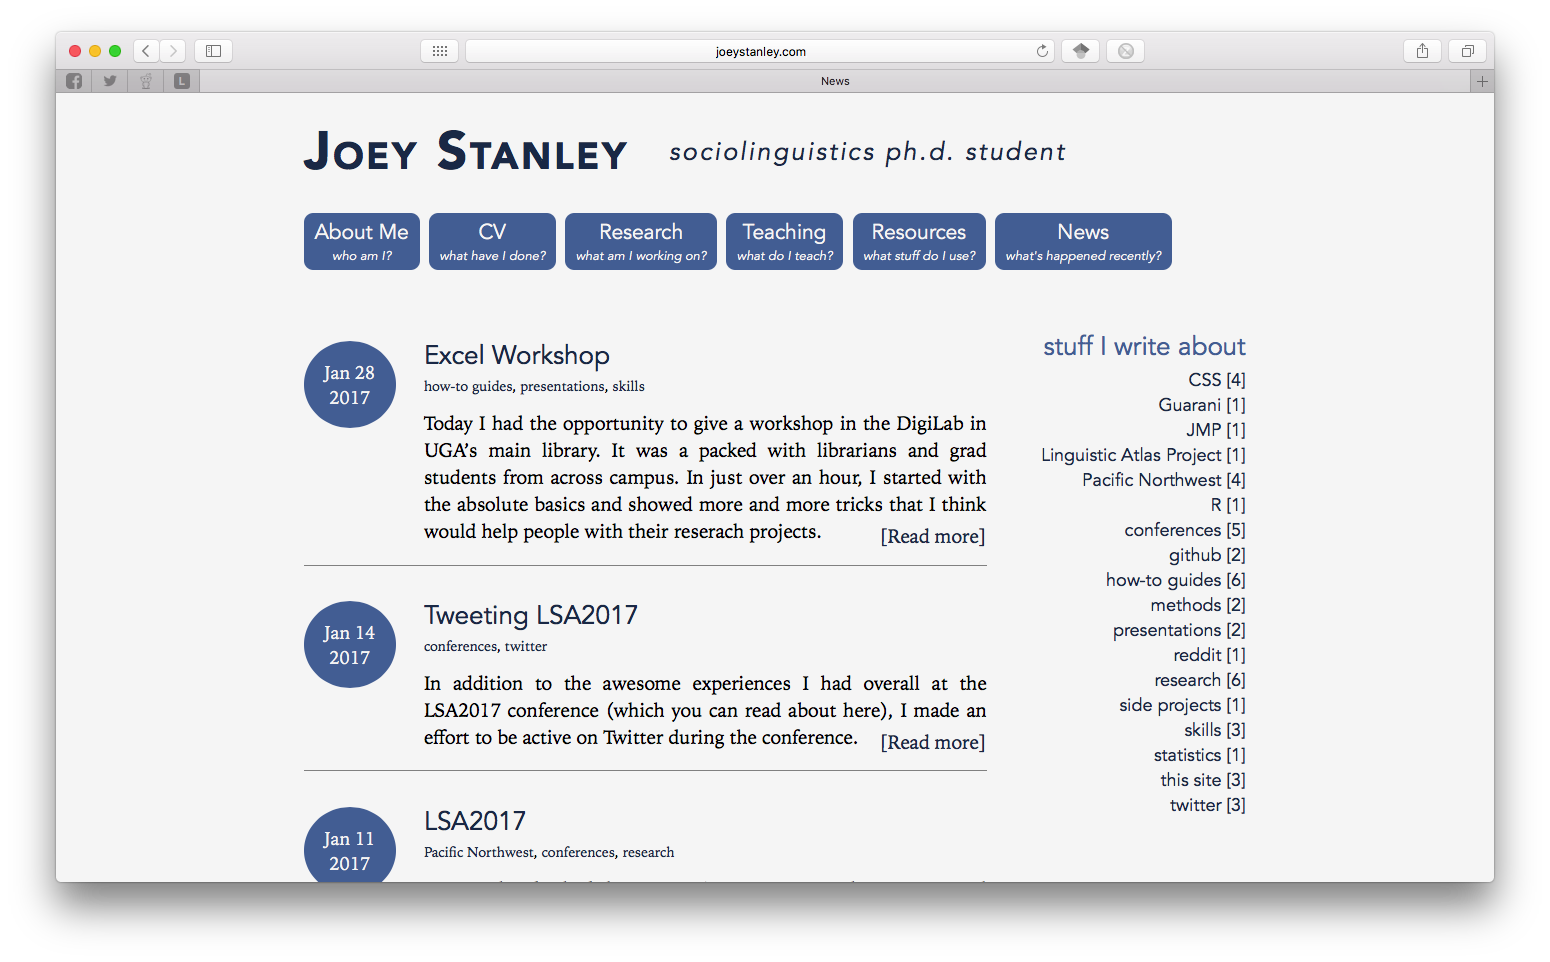 joeystanley.com
L
News
JOEY STANLEY
sociolinguistics ph.d. student
About Me
who am I?
CV
what have I done?
Research
what am I working on?
Teaching
what do I teach?
Resources
what stuff do I use?
News
what's happened recently?
Jan 28
2017
Excel Workshop
how-to guides, presentations, skills
Today I had the opportunity to give a workshop in the DigiLab in
UGA’s main library. It was a packed with librarians and grad
students from across campus. In just over an hour, I started with
the absolute basics and showed more and more tricks that I think
would help people with their reserach projects.
[Read more]
Jan 14
2017
Tweeting LSA2017
conferences, twitter
In addition to the awesome experiences I had overall at the
LSA2017 conference (which you can read about here), I made an
effort to be active on Twitter during the conference.
[Read more]
Jan 11
2017
LSA2017
Pacific Northwest, conferences, research
stuff I write about
CSS [4]
Guarani [1]
JMP [1]
Linguistic Atlas Project [1]
Pacific Northwest [4]
R [1]
conferences [5]
github [2]
how-to guides [6]
methods [2]
presentations [2]
reddit [1]
research [6]
side projects [1]
skills [3]
statistics [1]
this site [3]
twitter [3]